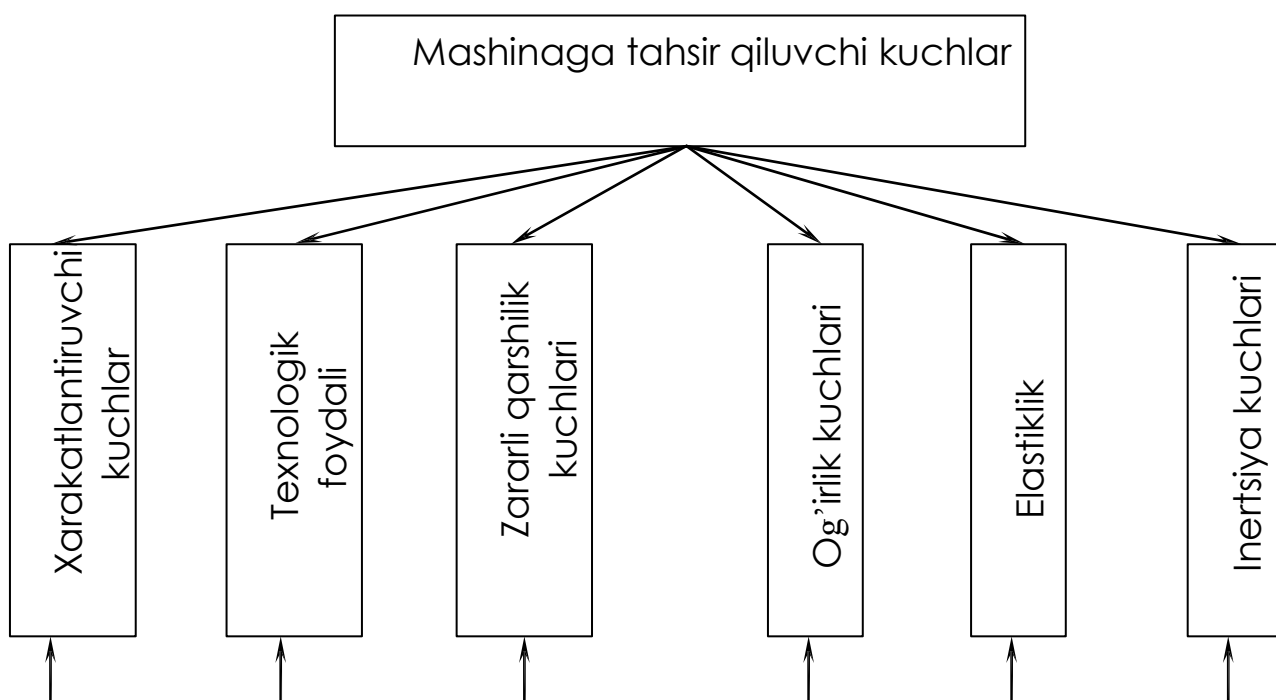 Mashinaga tahsir qiluvchi kuchlar
Xarakatlantiruvchi
kuchlar
Texnologik
foydali
Zararli qarshilik
kuchlari
Og’irlik kuchlari
Elastiklik
Inertsiya kuchlari